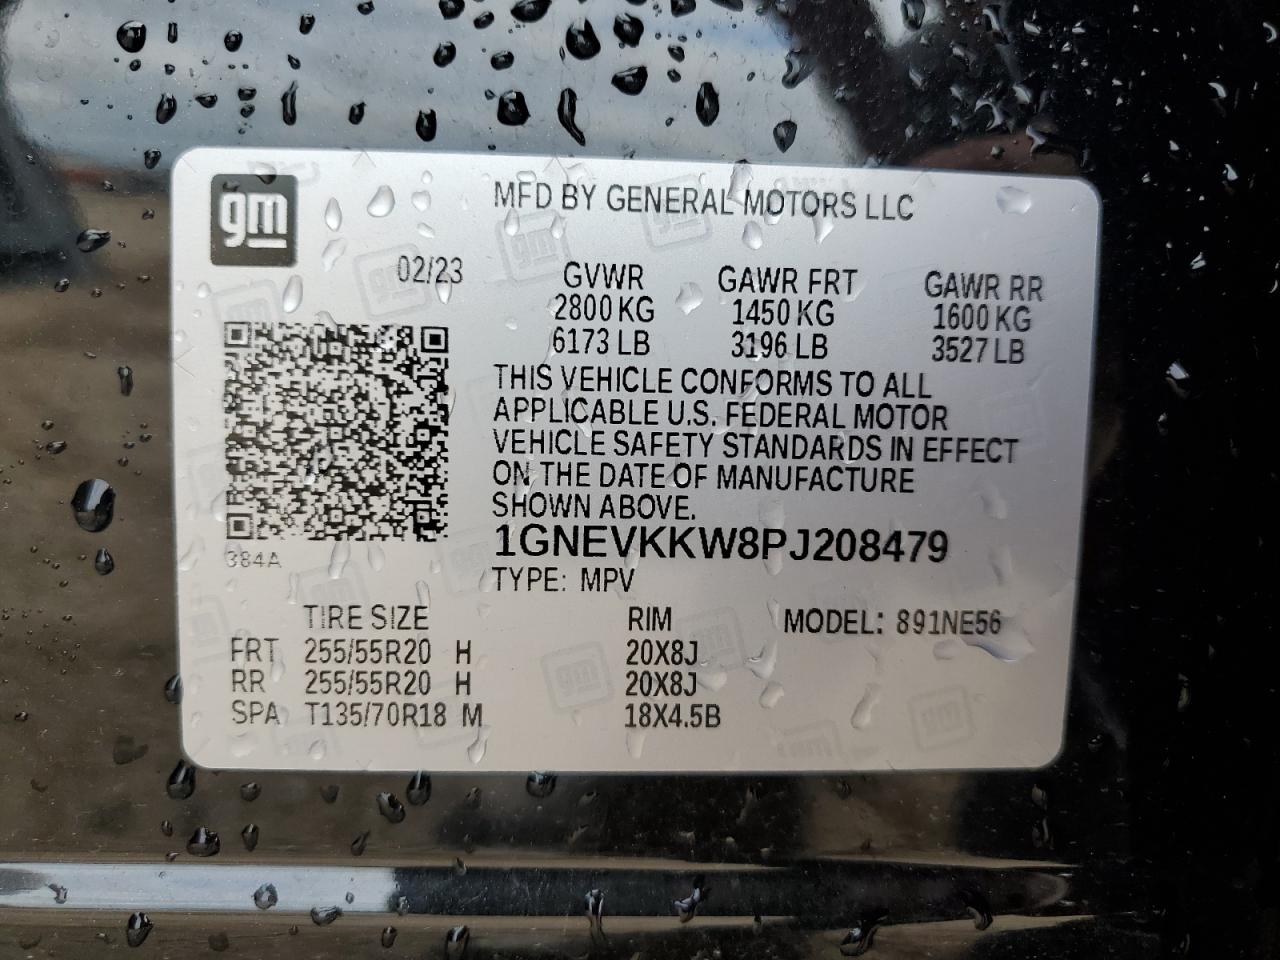 gm
MFD BY GENERAL MOTORS LLC
02/23
GVWR GAWR FRT GAWR RR
2800 KG 1450 KG 1600 KG
6173 LB 3196 LB 3527 LB
THIS VEHICLE CONFORMS TO ALL
APPLICABLE U.S. FEDERAL MOTOR
VEHICLE SAFETY STANDARDS IN EFFECT
ON THE DATE OF MANUFACTURE
SHOWN ABOVE.
384A
1GNEVKKW8PJ208479
TYPE: MPV
TIRE SIZE RIM MODEL: 891NE56
FRT 255/55R20 H 20X8J
RR 255/55R20 H 20X8J
SPA T135/70R18 M 18X4.5B